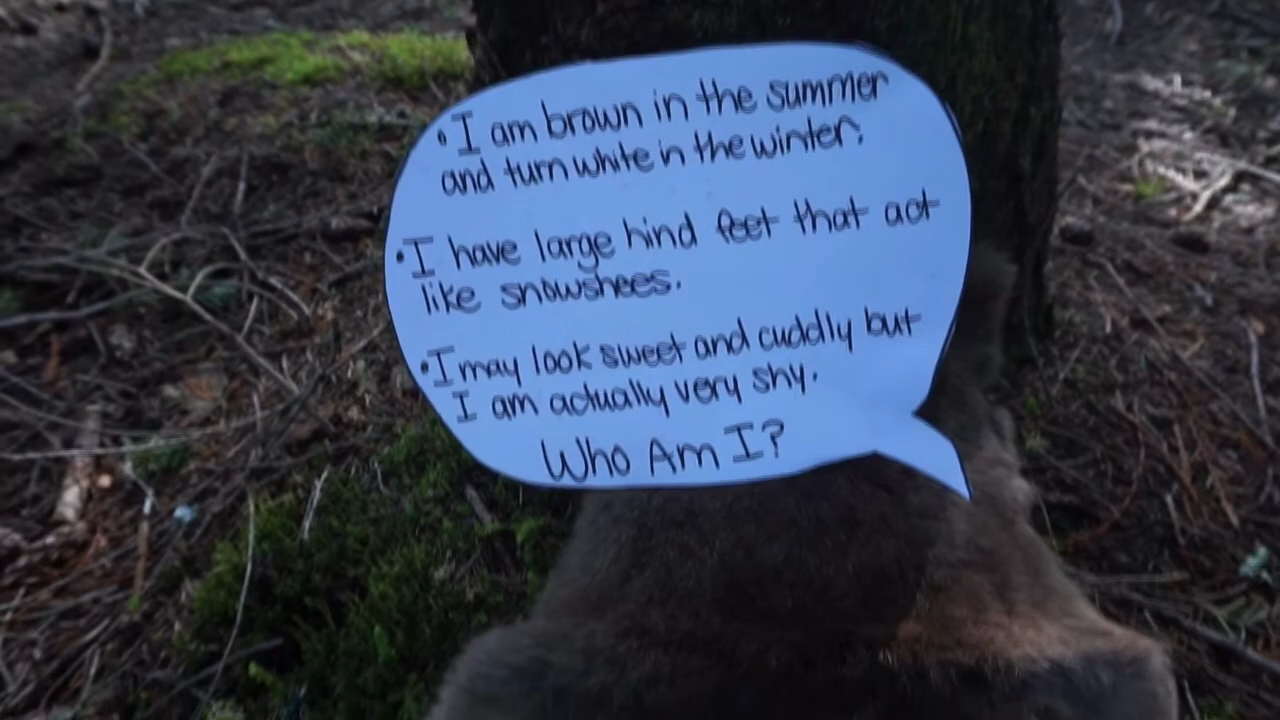 • I am brown in the summer
and turn white in the winter.
• I have large hind feet that act
like snowshees.
• I may look sweet and cuddly but
I am actually very shy.
Who Am I?